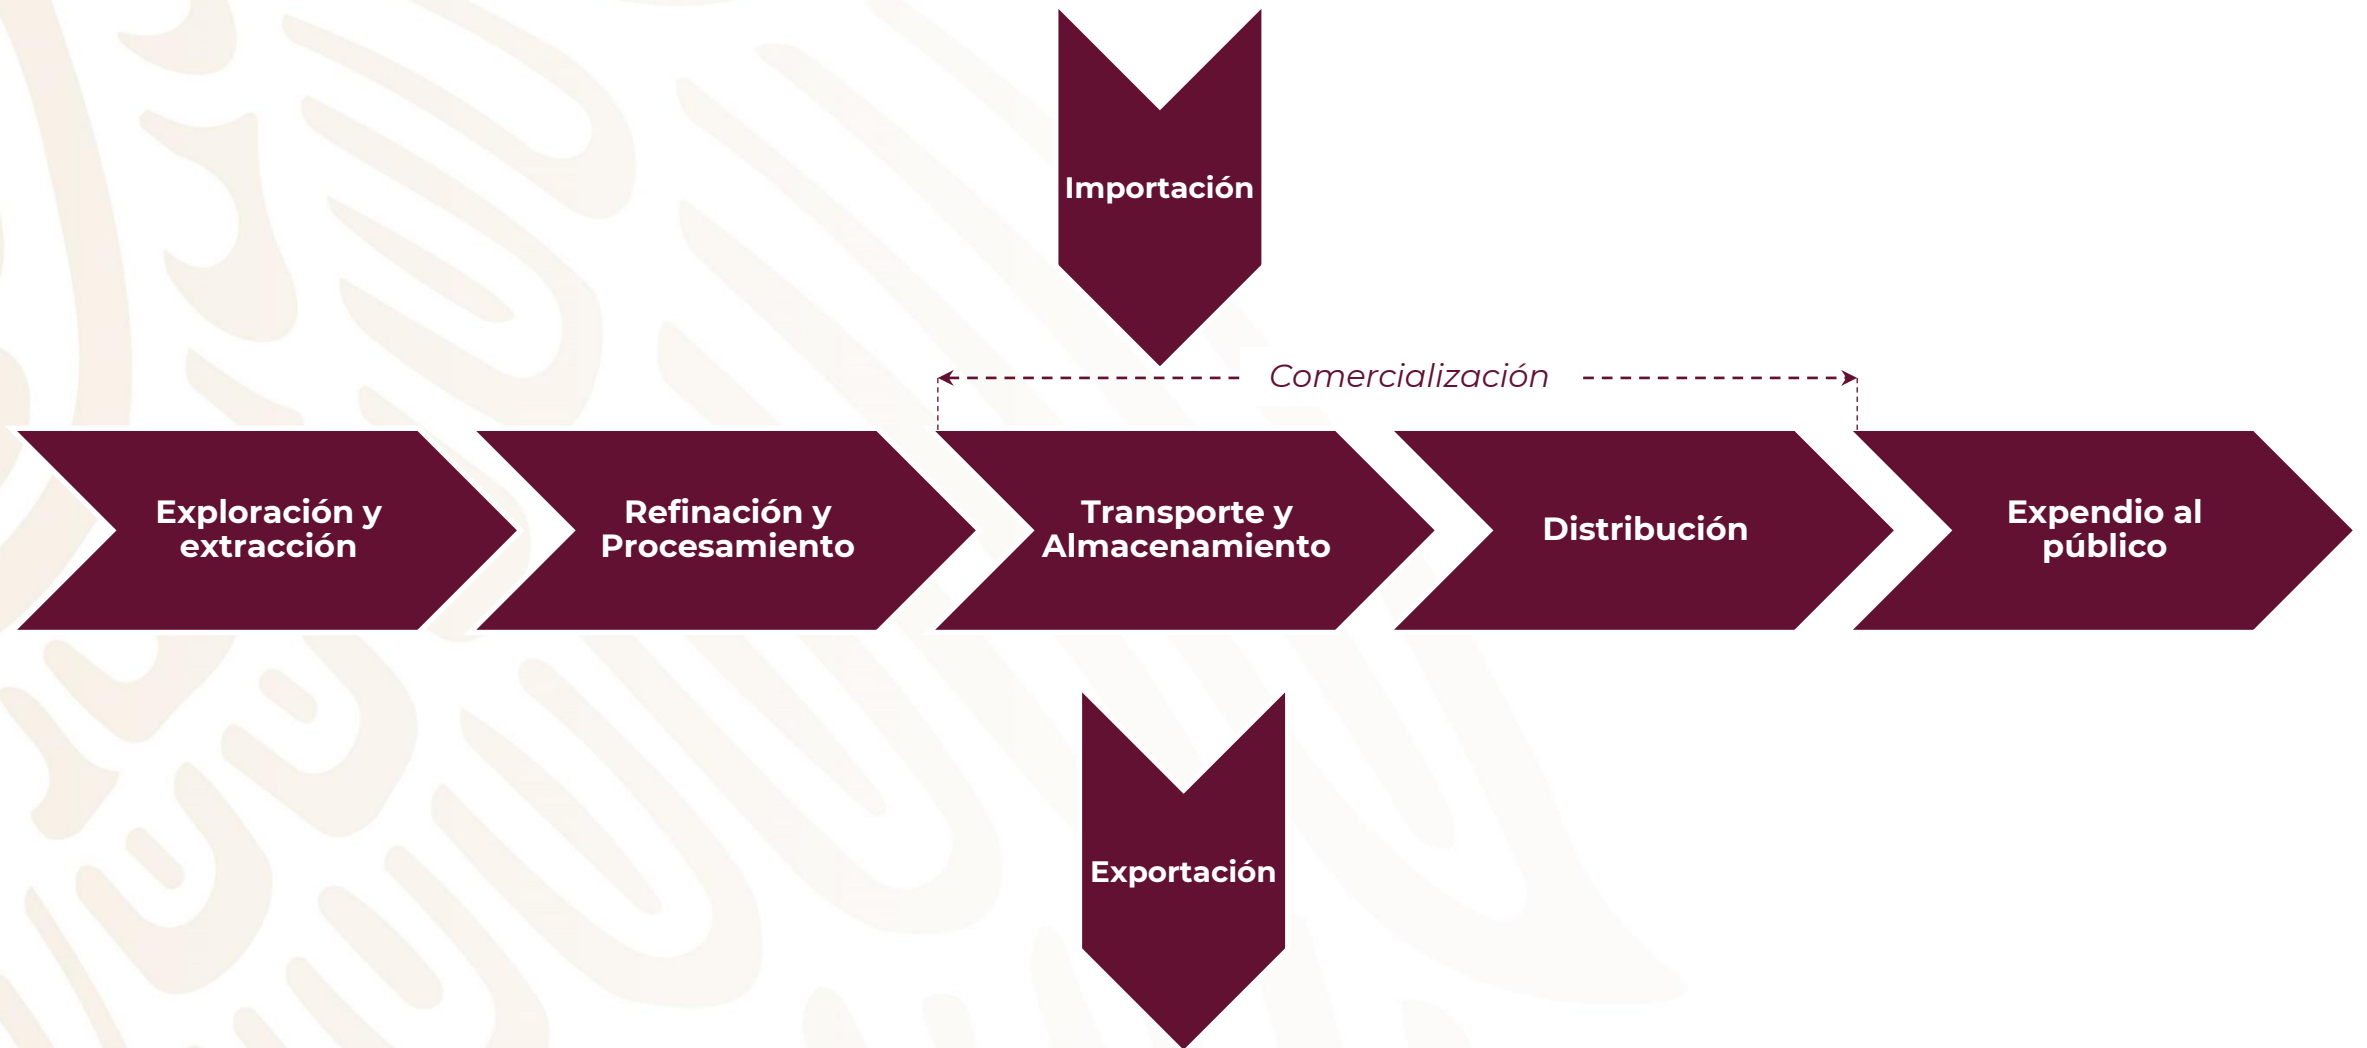 Importación
Comercialización
Exploración y
extracción
Refinación y
Procesamiento
Transporte y
Almacenamiento
Distribución
Expendio al
público
Exportación